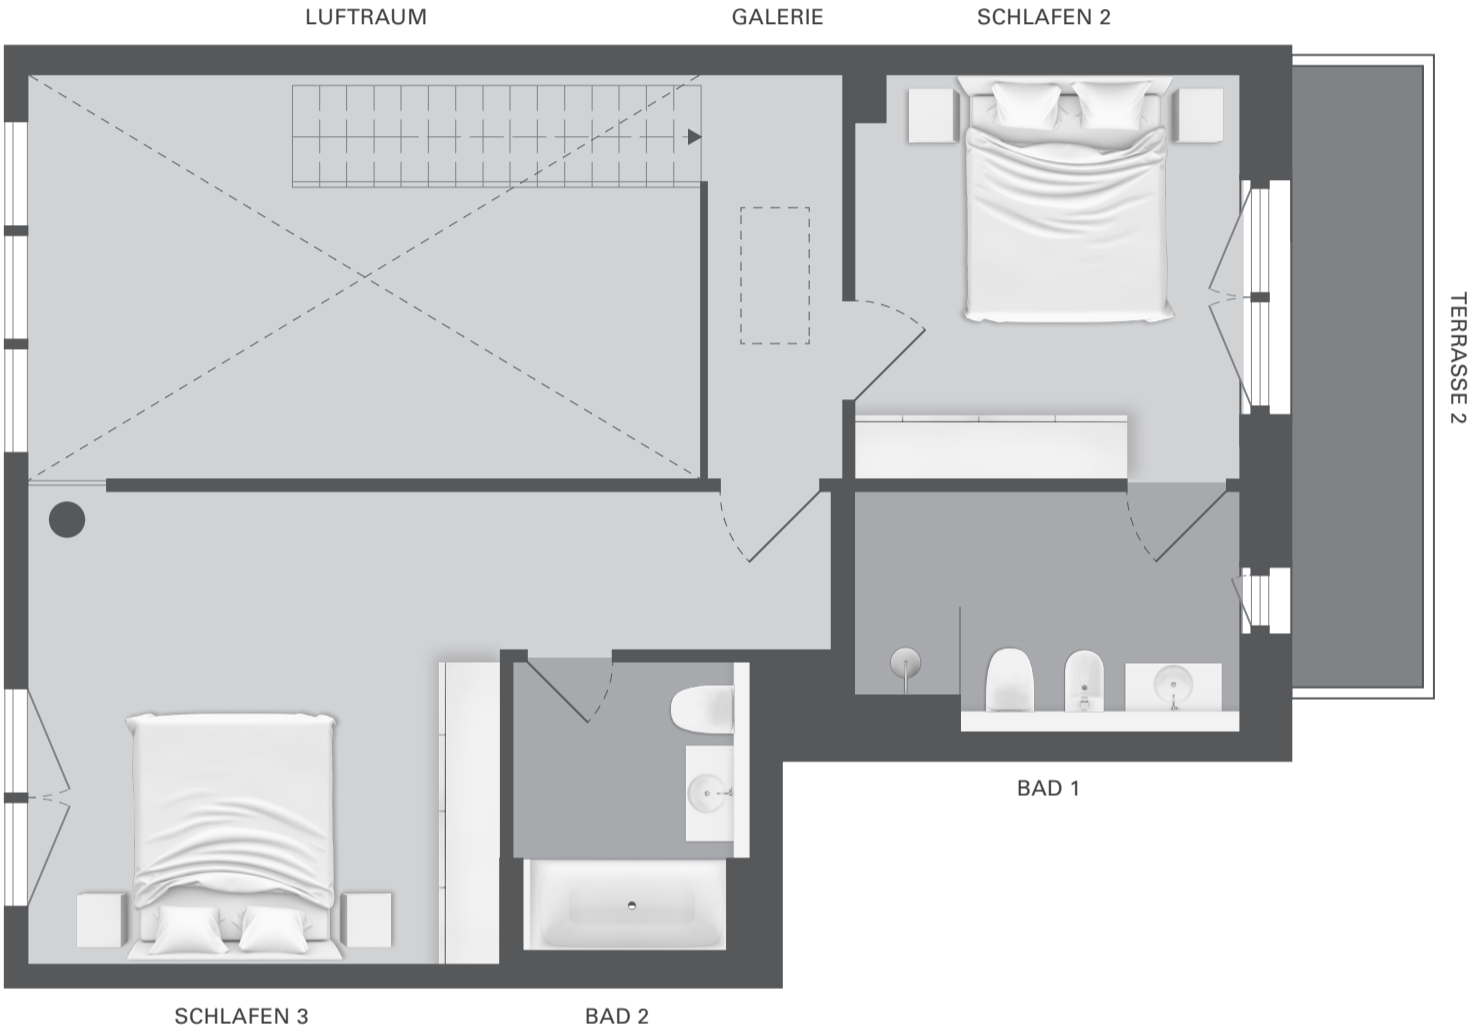 LUFTRAUM
GALERIE
SCHLAFEN 2
TERRASSE 2
BAD 1
SCHLAFEN 3
BAD 2